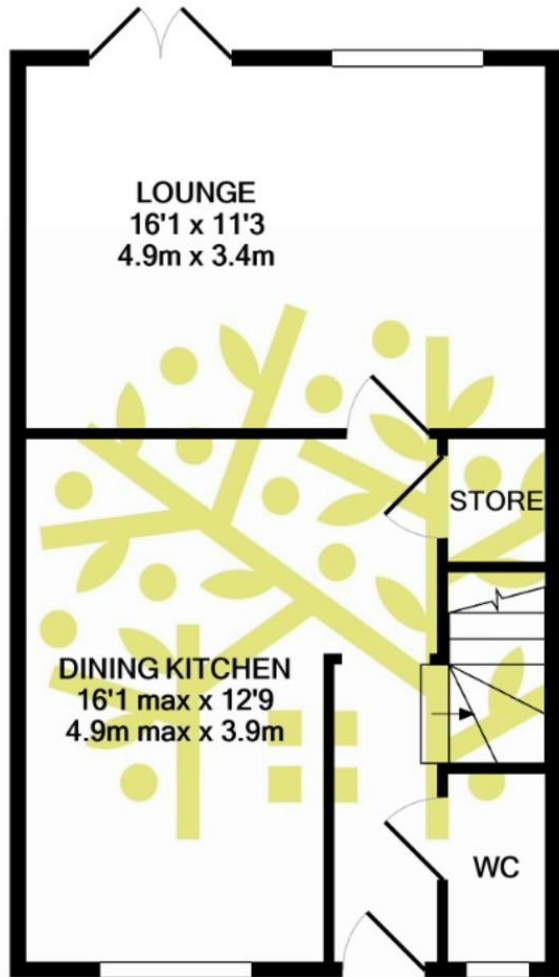 LOUNGE
16'1 x 11'3
4.9m x 3.4m
STORE
DINING KITCHEN
16'1 max x 12'9
4.9m max x 3.9m
WC